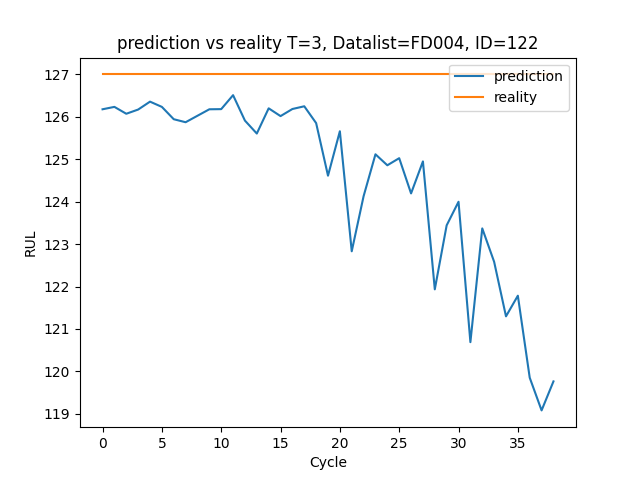 prediction vs reality T=3, Datalist=FD004, ID=122
127
126
125
124
123
122
121
120
119
RUL
0 5 10 15 20 25 30 35
Cycle
prediction
reality